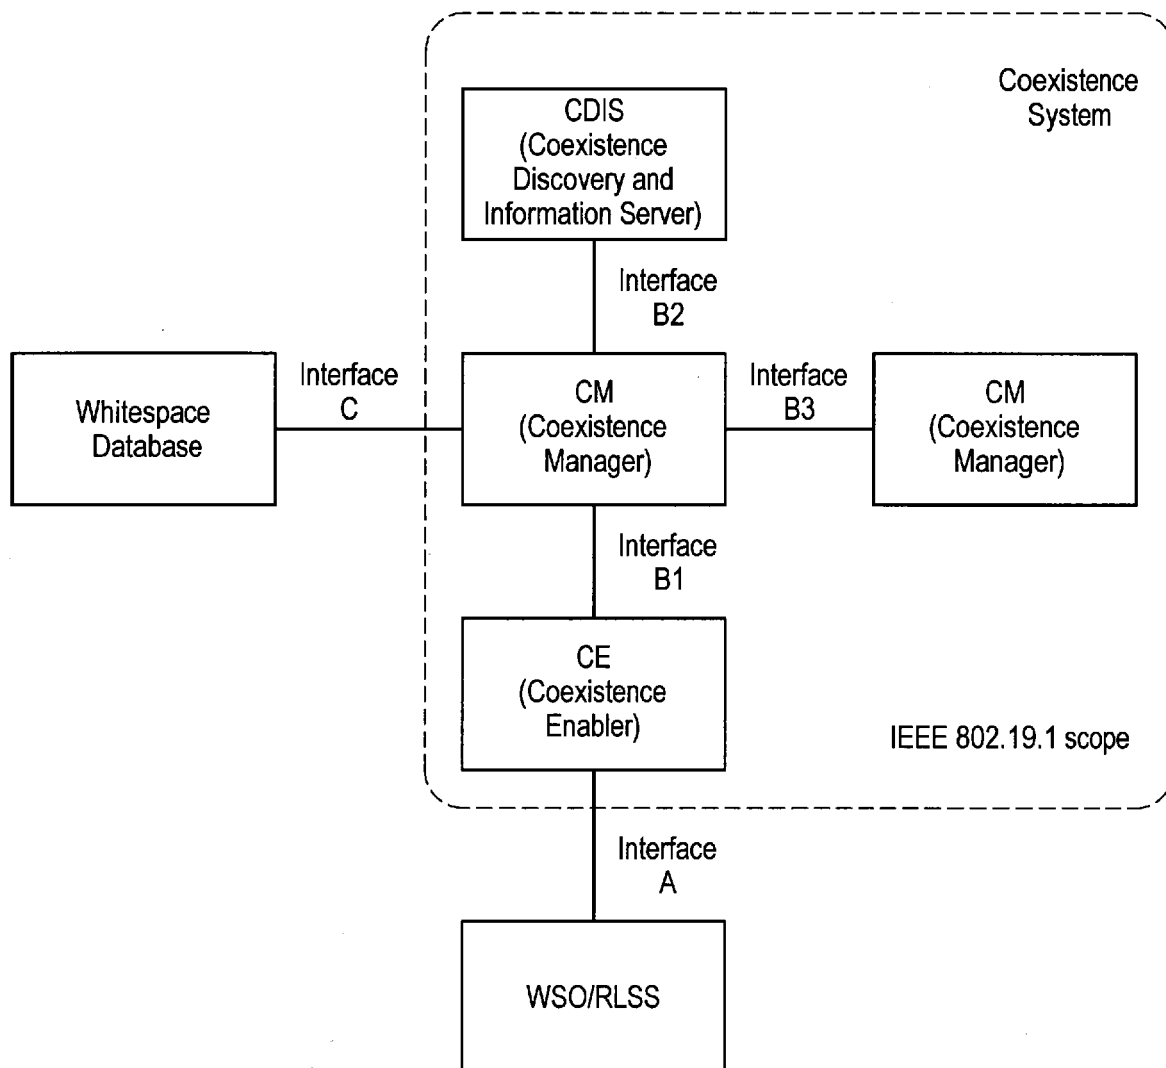 Coexistence
System
CDIS
(Coexistence
Discovery and
Information Server)
Interface
B2
Whitespace
Database
Interface
C
CM
(Coexistence
Manager)
Interface
B3
CM
(Coexistence
Manager)
Interface
B1
CE
(Coexistence
Enabler)
IEEE 802.19.1 scope
Interface
A
WSO/RLSS